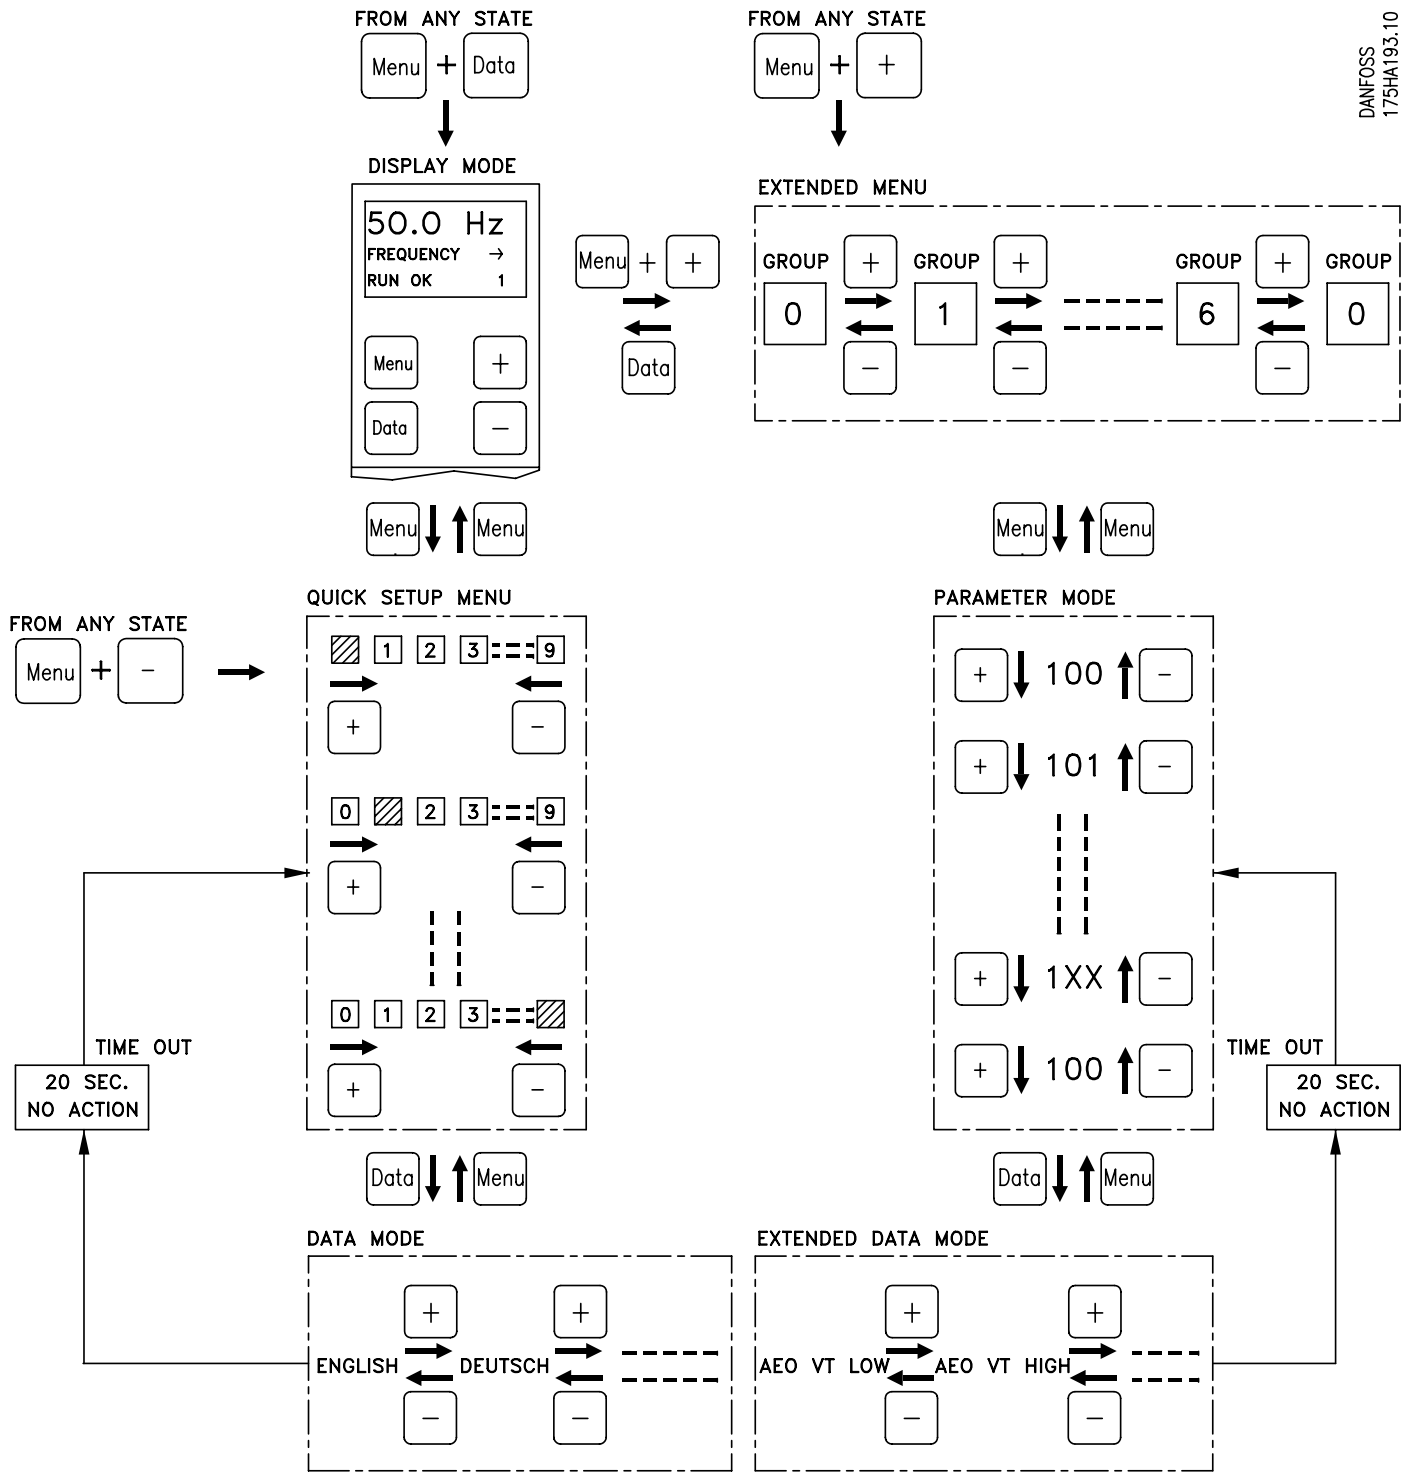 FROM ANY STATE
Menu + Data
FROM ANY STATE
Menu + +
DANFOSS
175HA193.10
DISPLAY MODE
50.0 Hz
FREQUENCY →
RUN OK 1
Menu +
Data −
Menu + +
Data
EXTENDED MENU
GROUP + GROUP + GROUP + GROUP
0 1 6 0
− − −
Menu Menu
Menu Menu
FROM ANY STATE
Menu + −
QUICK SETUP MENU
1 2 3 9
+ −
0 2 3 9
+ −
0 1 2 3
+ −
PARAMETER MODE
+ 100 −
+ 101 −
+ 1XX −
+ 100 −
TIME OUT
20 SEC.
NO ACTION
TIME OUT
20 SEC.
NO ACTION
Data Menu
Data Menu
DATA MODE
+ +
ENGLISH DEUTSCH
− −
EXTENDED DATA MODE
+ +
AEO VT LOW AEO VT HIGH
− −